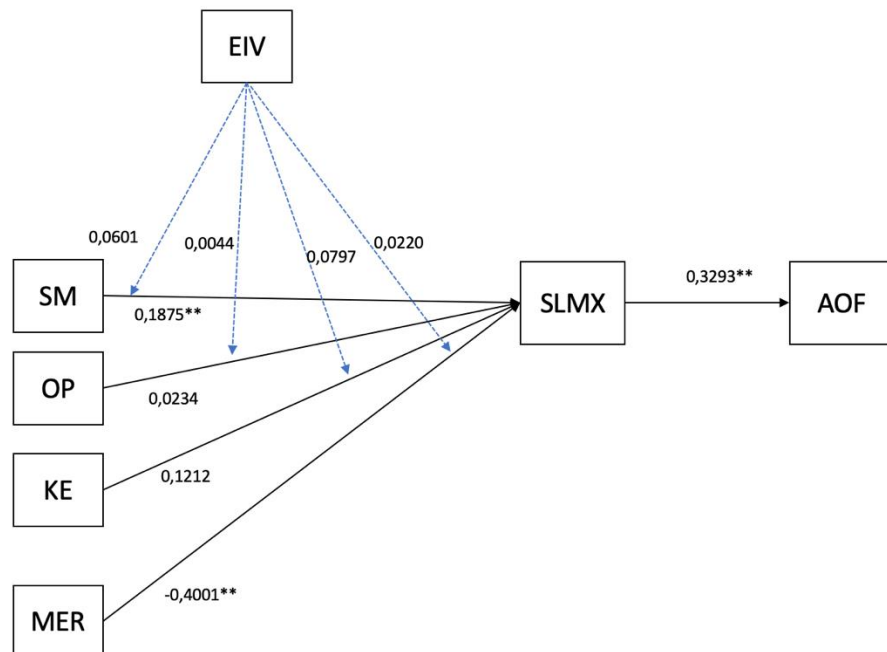 EIV
0,0601
0,0044
0,0797
0,0220
SM
0,1875**
SLMX
0,3293**
AOF
OP
0,0234
KE
0,1212
MER
-0,4001**